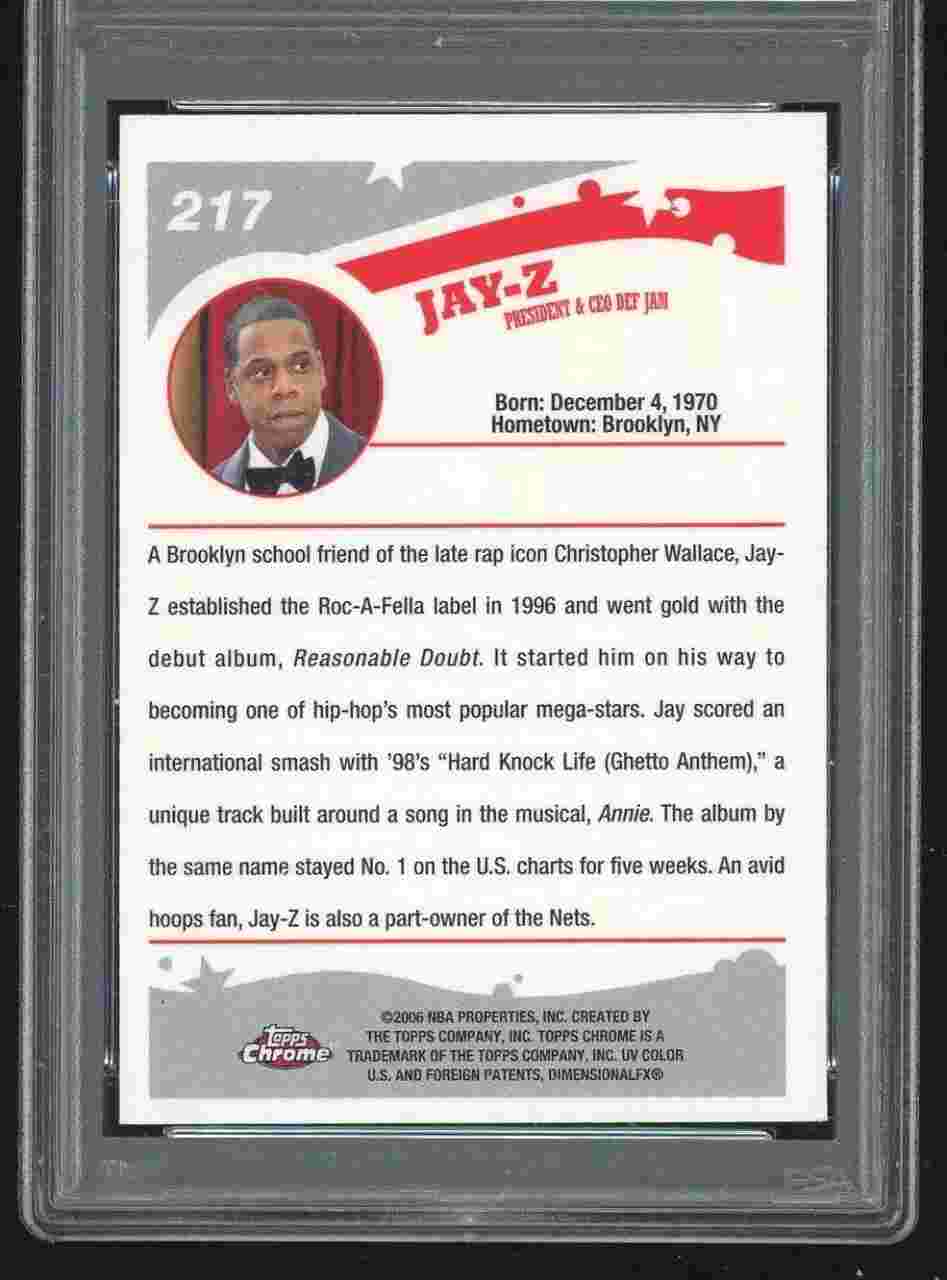 217
JAY-Z
PRESIDENT & CEO DEF JAM
Born: December 4, 1970
Hometown: Brooklyn, NY
A Brooklyn school friend of the late rap icon Christopher Wallace, Jay-
Z established the Roc-A-Fella label in 1996 and went gold with the
debut album, Reasonable Doubt. It started him on his way to
becoming one of hip-hop's most popular mega-stars. Jay scored an
international smash with '98's “Hard Knock Life (Ghetto Anthem),” a
unique track built around a song in the musical, Annie. The album by
the same name stayed No. 1 on the U.S. charts for five weeks. An avid
hoops fan, Jay-Z is also a part-owner of the Nets.
©2006 NBA PROPERTIES, INC. CREATED BY
THE TOPPS COMPANY, INC. TOPPS CHROME IS A
TRADEMARK OF THE TOPPS COMPANY, INC. UV COLOR
U.S. AND FOREIGN PATENTS, DIMENSIONALFX®
Topps
Chrome